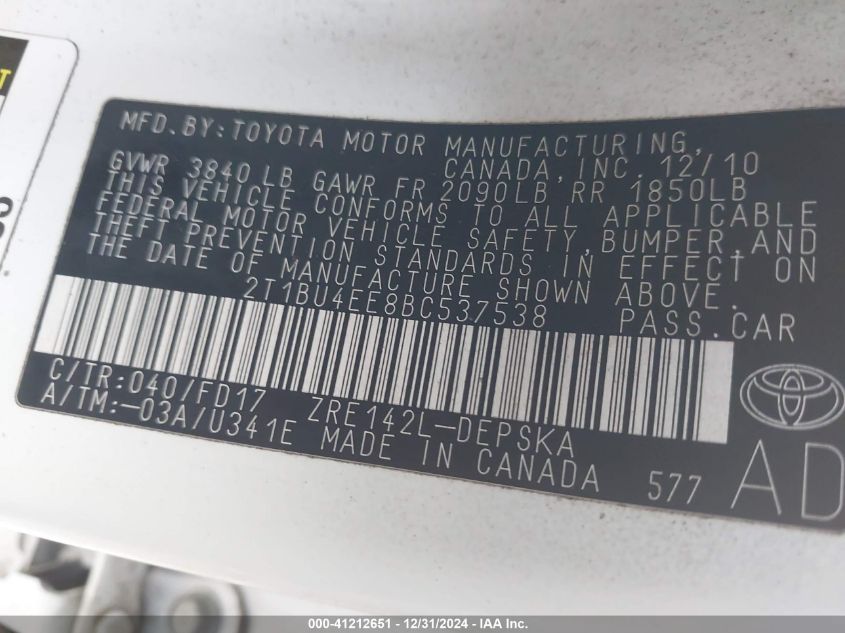 MFD.BY:TOYOTA MOTOR MANUFACTURING,
CANADA,INC. 12/10
GVWR 3840 LB GAWR FR 2090LB RR 1850LB
THIS VEHICLE CONFORMS TO ALL APPLICABLE
FEDERAL MOTOR VEHICLE SAFETY,BUMPER,AND
THEFT PREVENTION STANDARDS IN EFFECT ON
THE DATE OF MANUFACTURE SHOWN ABOVE.
2T1BU4EE8BC537538 PASS.CAR
C/TR:040/FD17 ZRE142L-DEPSKA
A/TM:-03A/U341E MADE IN CANADA 577 AD
000-41212651 - 12/31/2024 - IAA Inc.